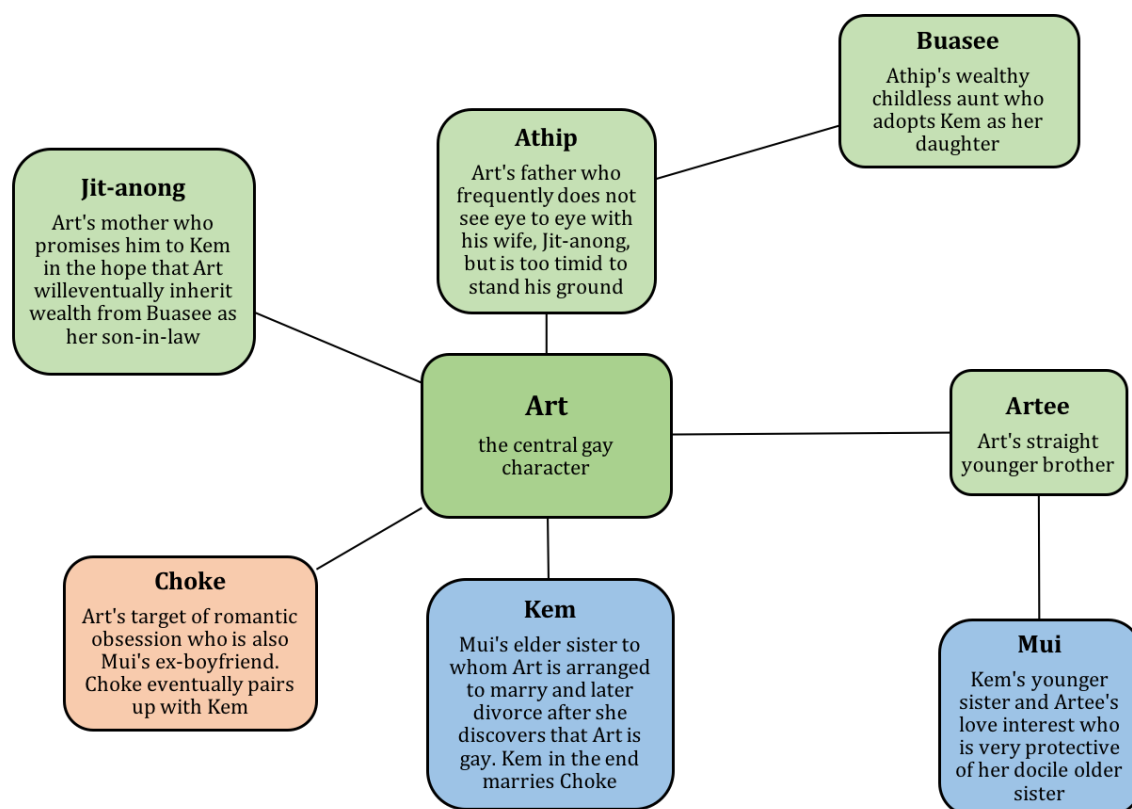 Buasee
Athip's wealthy
childless aunt who
adopts Kem as her
daughter
Athip
Art's father who
frequently does not
see eye to eye with
his wife, Jit-anong,
but is too timid to
stand his ground
Jit-anong
Art's mother who
promises him to Kem
in the hope that Art
willeventually inherit
wealth from Buasee as
her son-in-law
Art
the central gay
character
Artee
Art's straight
younger brother
Choke
Art's target of romantic
obsession who is also
Mui's ex-boyfriend.
Choke eventually pairs
up with Kem
Kem
Mui's elder sister to
whom Art is arranged
to marry and later
divorce after she
discovers that Art is
gay. Kem in the end
marries Choke
Mui
Kem's younger
sister and Artee's
love interest who
is very protective
of her docile older
sister